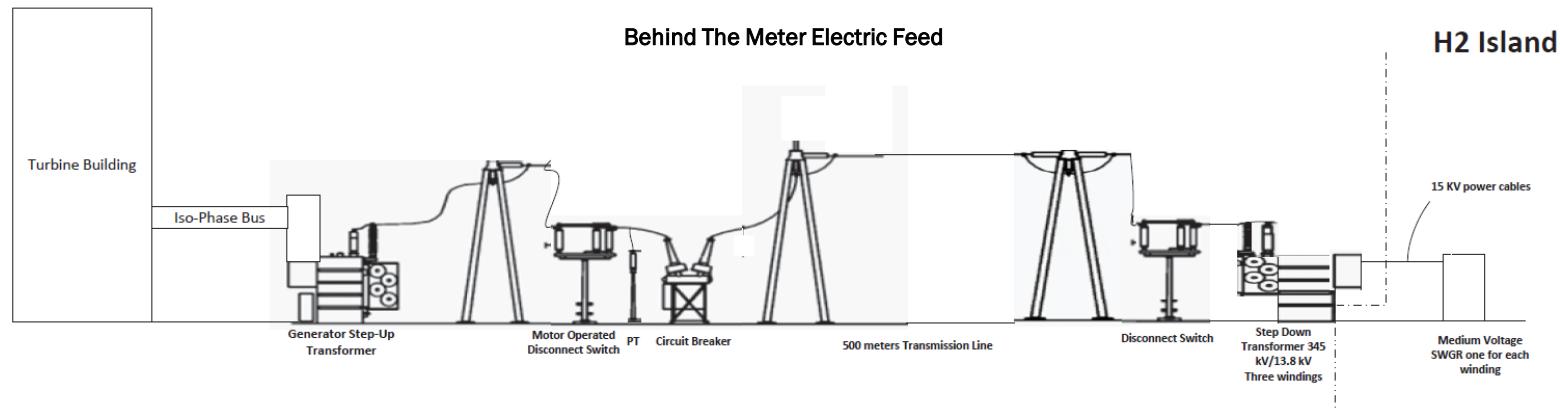 Behind The Meter Electric Feed
H2 Island
Turbine Building
Iso-Phase Bus
15 KV power cables
Generator Step-Up
Transformer
Motor Operated
Disconnect Switch
PT
Circuit Breaker
500 meters Transmission Line
Disconnect Switch
Step Down
Transformer 345
kV/13.8 kV
Three windings
Medium Voltage
SWGR one for each
winding